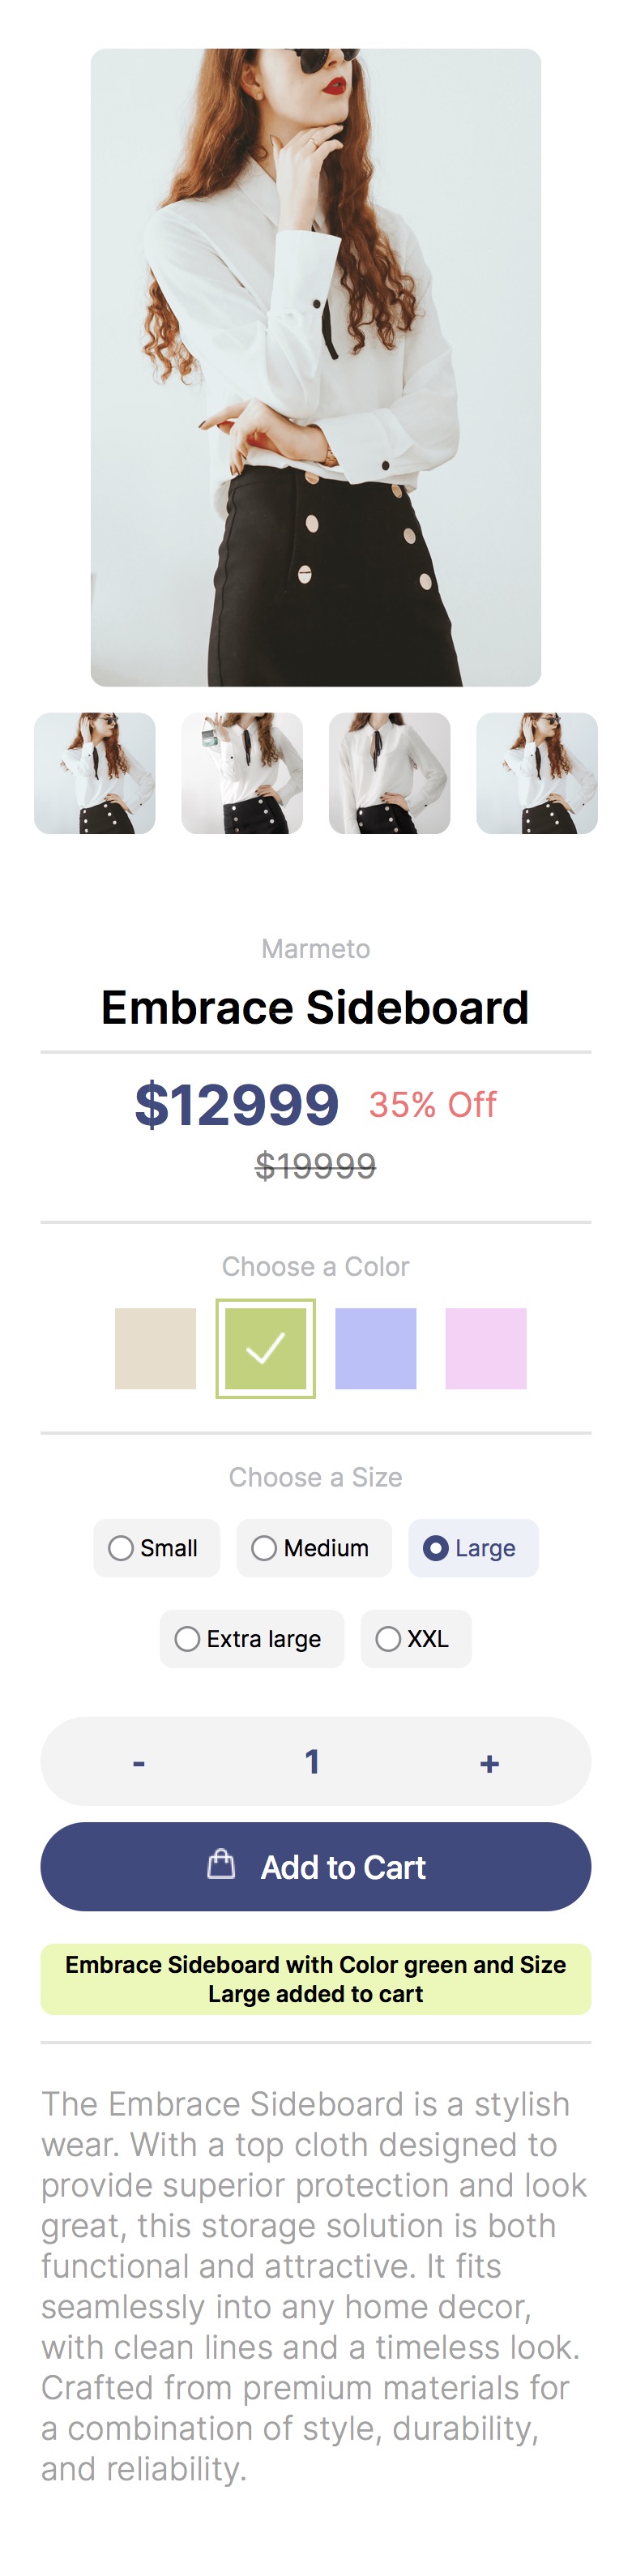 Marmeto
Embrace Sideboard
$12999 35% Off
$19999
Choose a Color
Choose a Size
Small Medium Large
Extra large XXL
- 1 +
Add to Cart
Embrace Sideboard with Color green and Size
Large added to cart
The Embrace Sideboard is a stylish
wear. With a top cloth designed to
provide superior protection and look
great, this storage solution is both
functional and attractive. It fits
seamlessly into any home decor,
with clean lines and a timeless look.
Crafted from premium materials for
a combination of style, durability,
and reliability.